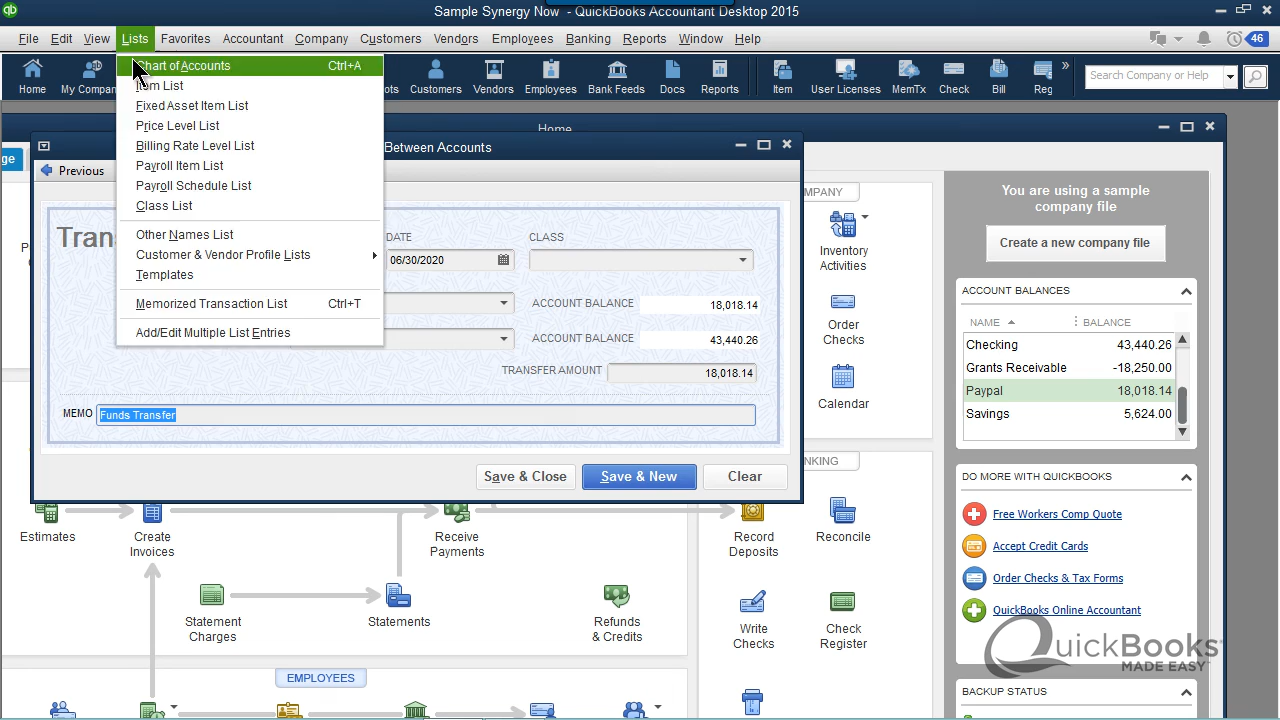 Sample Synergy Now - QuickBooks Accountant Desktop 2015
File Edit View Lists Favorites Accountant Company Customers Vendors Employees Banking Reports Window Help 46
Home My Compan ots Customers Vendors Employees Bank Feeds Docs Reports Item User Licenses MemTx Check Bill Reg » Search Company or Help
Chart of Accounts Ctrl+A
Item List
Fixed Asset Item List
Price Level List
Billing Rate Level List
Payroll Item List
Payroll Schedule List
Class List
Other Names List
Customer & Vendor Profile Lists
Templates
Memorized Transaction List Ctrl+T
Add/Edit Multiple List Entries
Home
ge
Between Accounts
Previous
Trans
DATE CLASS
06/30/2020
ACCOUNT BALANCE 18,018.14
ACCOUNT BALANCE 43,440.26
TRANSFER AMOUNT 18,018.14
MEMO Funds Transfer
Save & Close Save & New Clear
MPANY
Inventory
Activities
Order
Checks
Calendar
NKING
Record
Deposits
Reconcile
Write
Checks
Check
Register
Estimates
Create
Invoices
Receive
Payments
Statement
Charges
Statements
Refunds
& Credits
EMPLOYEES
You are using a sample
company file
Create a new company file
ACCOUNT BALANCES
NAME BALANCE
Checking 43,440.26
Grants Receivable -18,250.00
Paypal 18,018.14
Savings 5,624.00
DO MORE WITH QUICKBOOKS
Free Workers Comp Quote
Accept Credit Cards
Order Checks & Tax Forms
QuickBooks Online Accountant
QuickBooks
MADE EASY
BACKUP STATUS